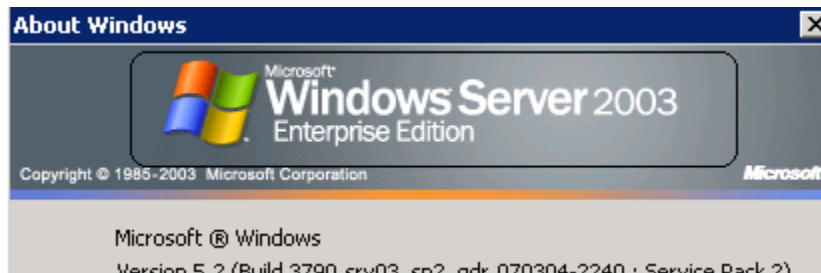 About Windows
Microsoft
Windows Server 2003
Enterprise Edition
Copyright © 1985-2003 Microsoft Corporation
Microsoft
Microsoft ® Windows
Version 5.2 (Build 3790.srv03_sp2_gdr.070304-2240 : Service Pack 2)